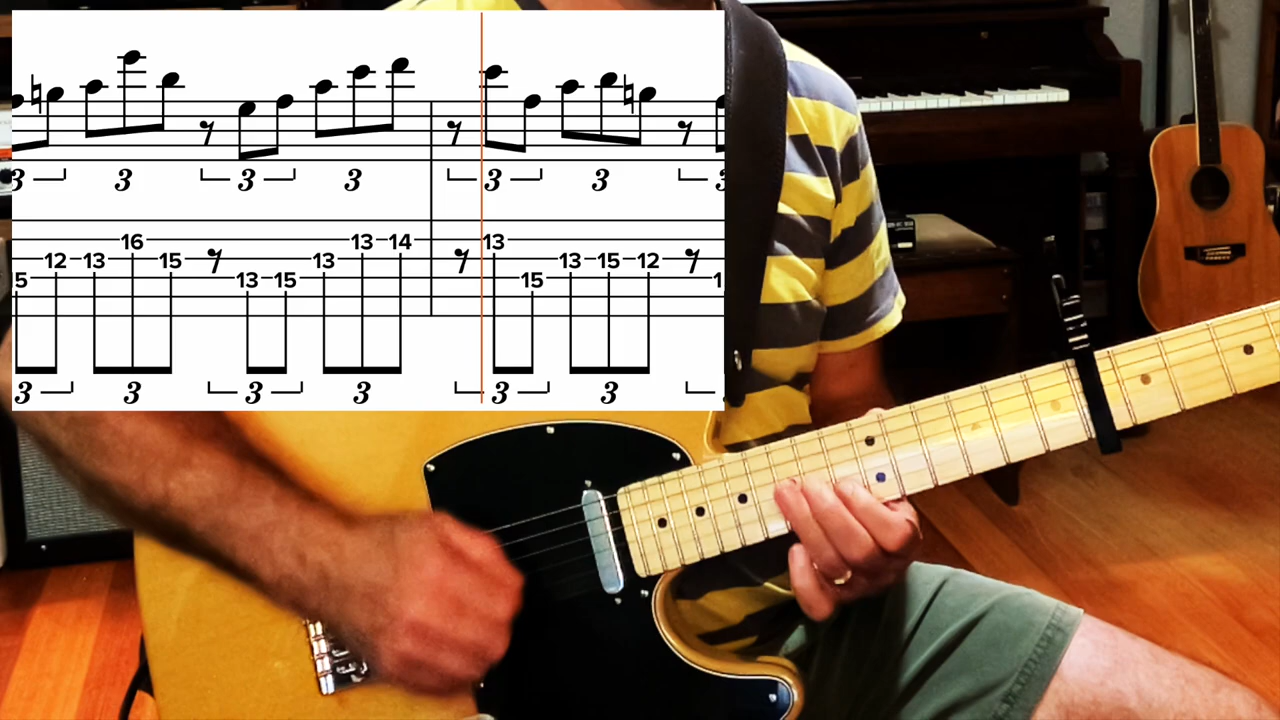 3 3 3 3 3 3 3
13 14 13
16
12 13 15 13 13 15 12
5 13 15 15 1
3 3 3 3 3 3